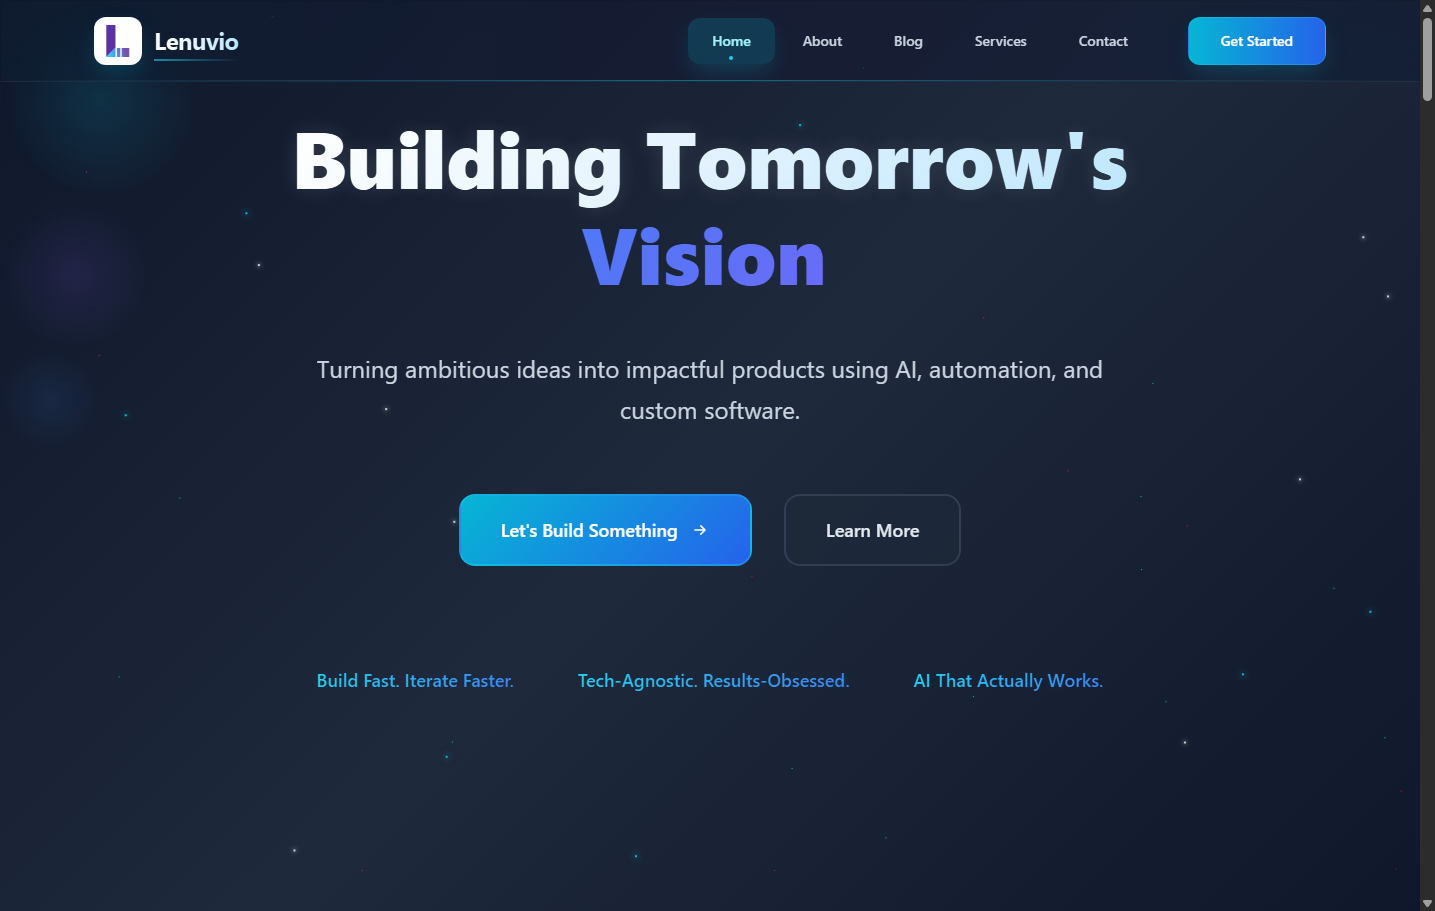 Lenuvio
Home
About
Blog
Services
Contact
Get Started
Building Tomorrow's
Vision
Turning ambitious ideas into impactful products using AI, automation, and
custom software.
Let's Build Something →
Learn More
Build Fast. Iterate Faster.
Tech-Agnostic. Results-Obsessed.
AI That Actually Works.